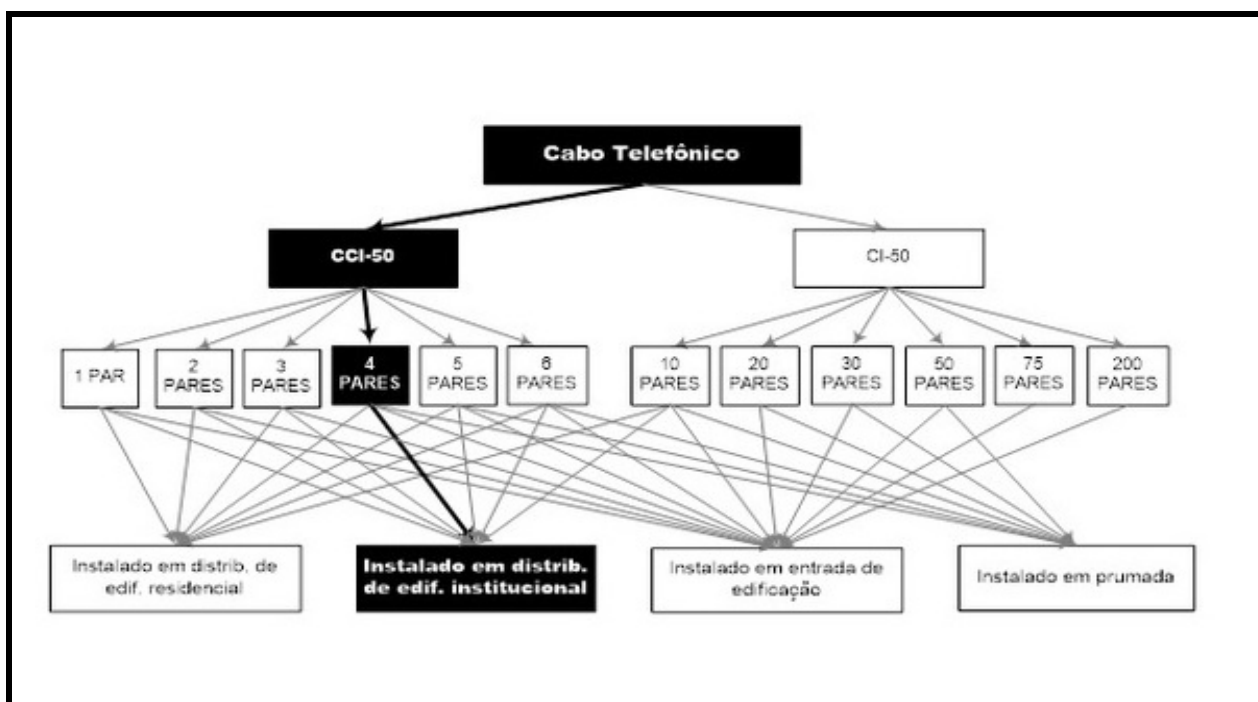 Cabo Telefônico
CCI-50
CI-50
1 PAR
2
PARES
3
PARES
4
PARES
5
PARES
6
PARES
10
PARES
20
PARES
30
PARES
50
PARES
75
PARES
200
PARES
Instalado em distrib. de
edif. residencial
Instalado em distrib.
de edif. institucional
Instalado em entrada de
edificação
Instalado em prumada